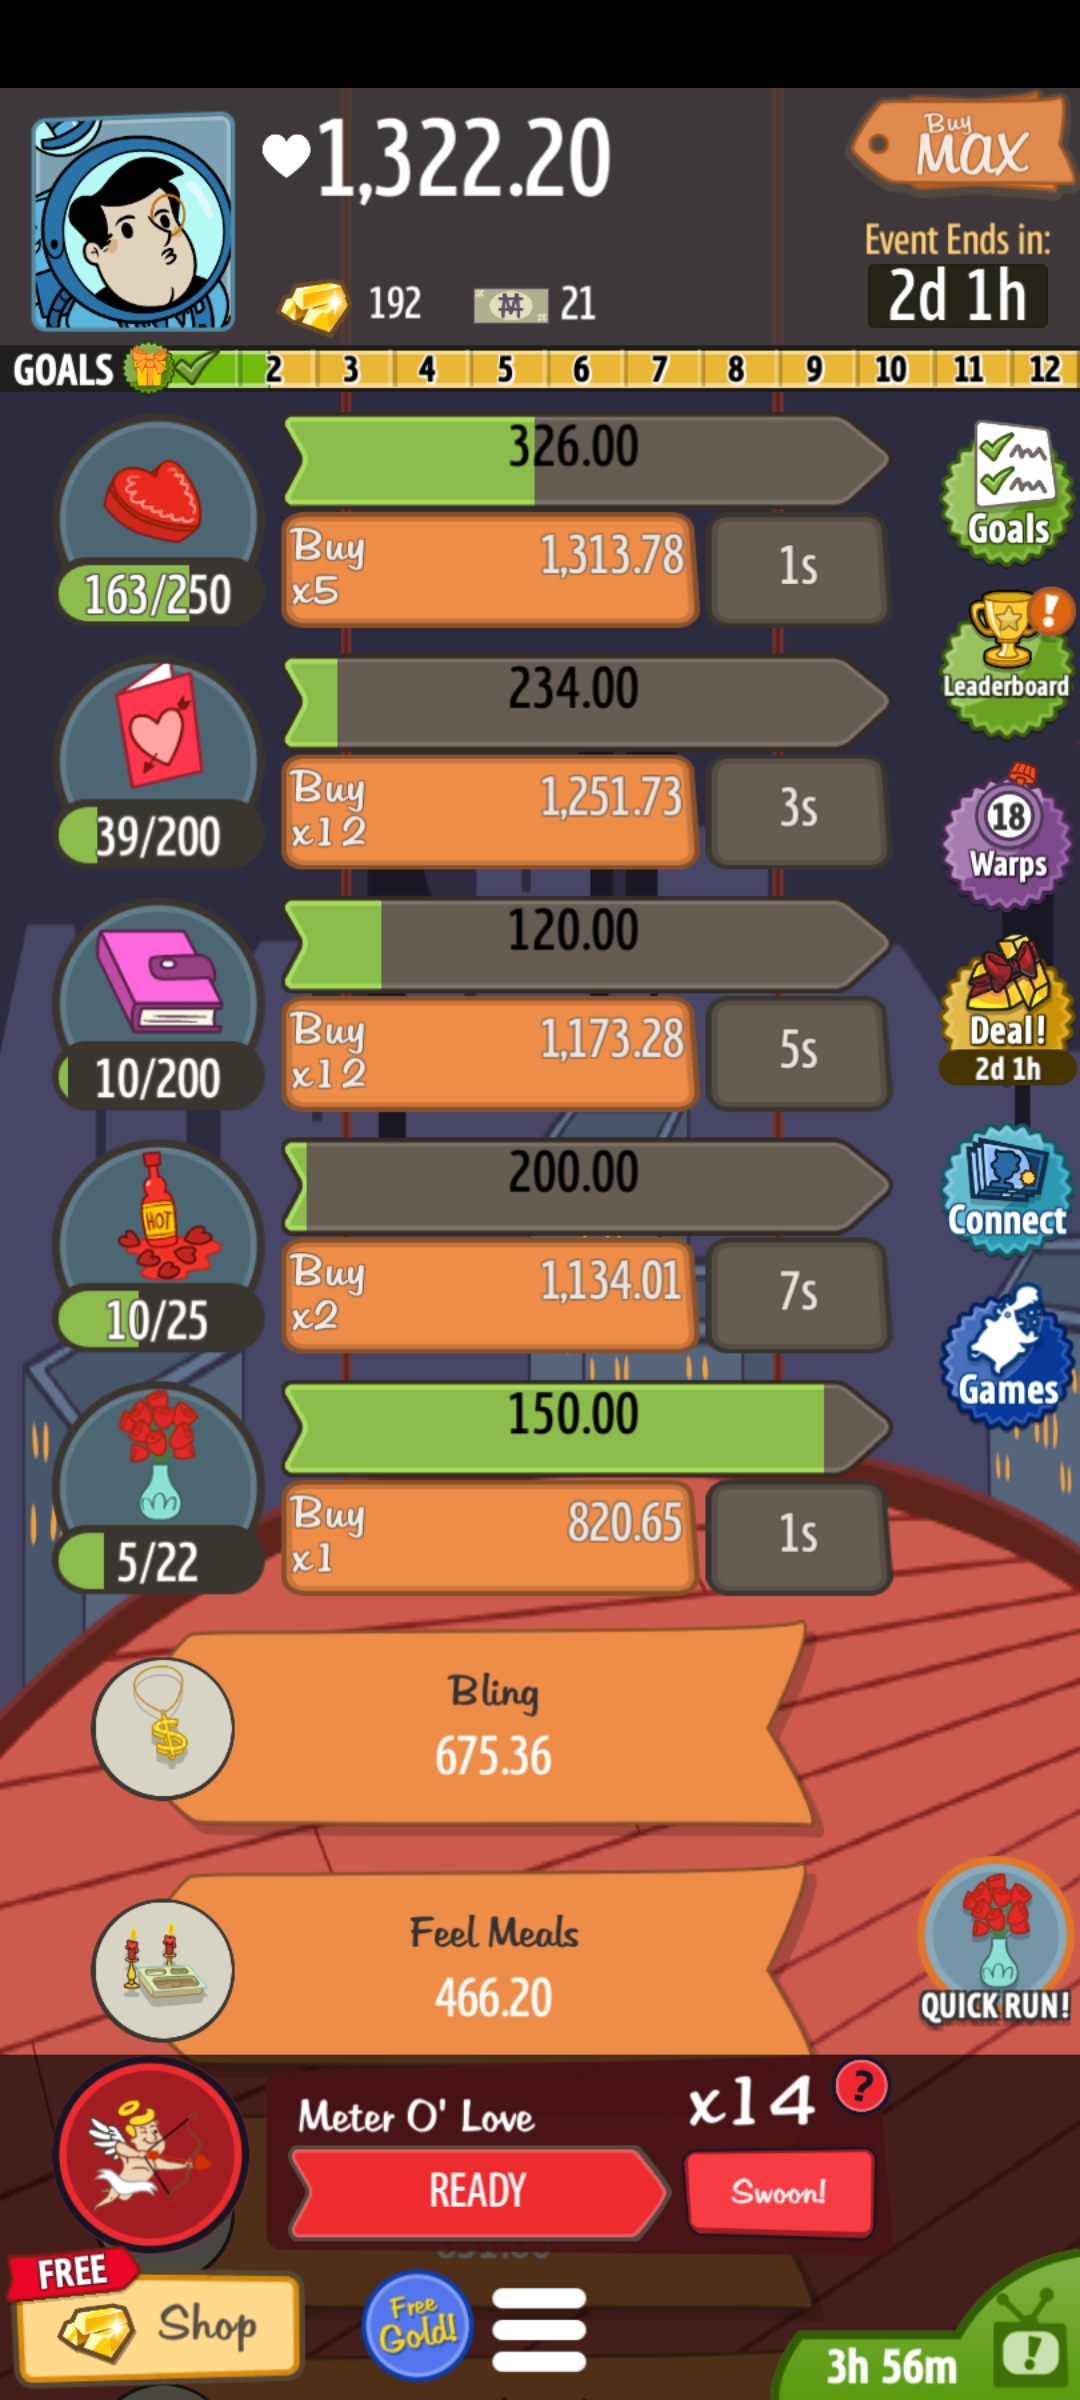 1,322.20
Buy
MAX
192
21
Event Ends in:
2d 1h
GOALS 2 3 4 5 6 7 8 9 10 11 12
326.00
163/250
Buy
x5
1,313.78
1s
Goals
234.00
39/200
Buy
x12
1,251.73
3s
Leaderboard
!
120.00
10/200
Buy
x12
1,173.28
5s
18
Warps
Deal!
2d 1h
200.00
HOT
10/25
Buy
x2
1,134.01
7s
Connect
150.00
5/22
Buy
x1
820.65
1s
Games
Bling
675.36
$
Feel Meals
466.20
QUICK RUN!
Meter O' Love
x14
?
READY
Swoon!
FREE
Shop
Free
Gold!
3h 56m
!